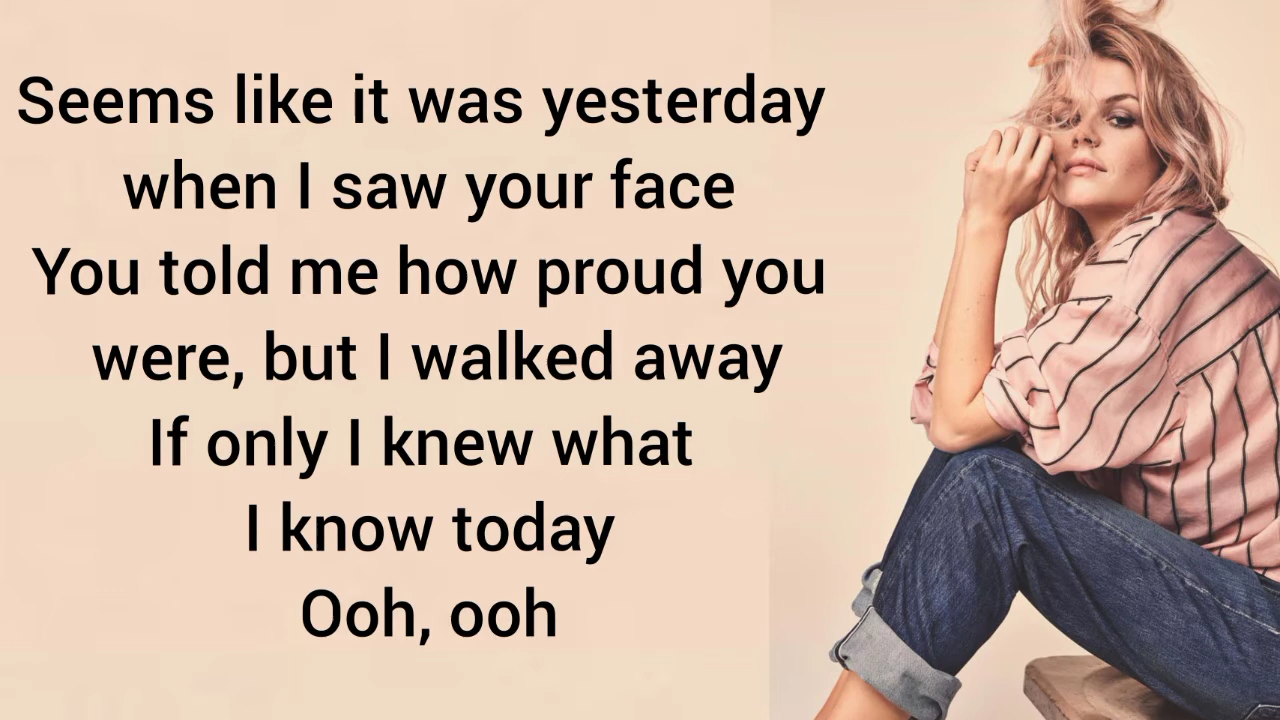 Seems like it was yesterday
when I saw your face
You told me how proud you
were, but I walked away
If only I knew what
I know today
Ooh, ooh